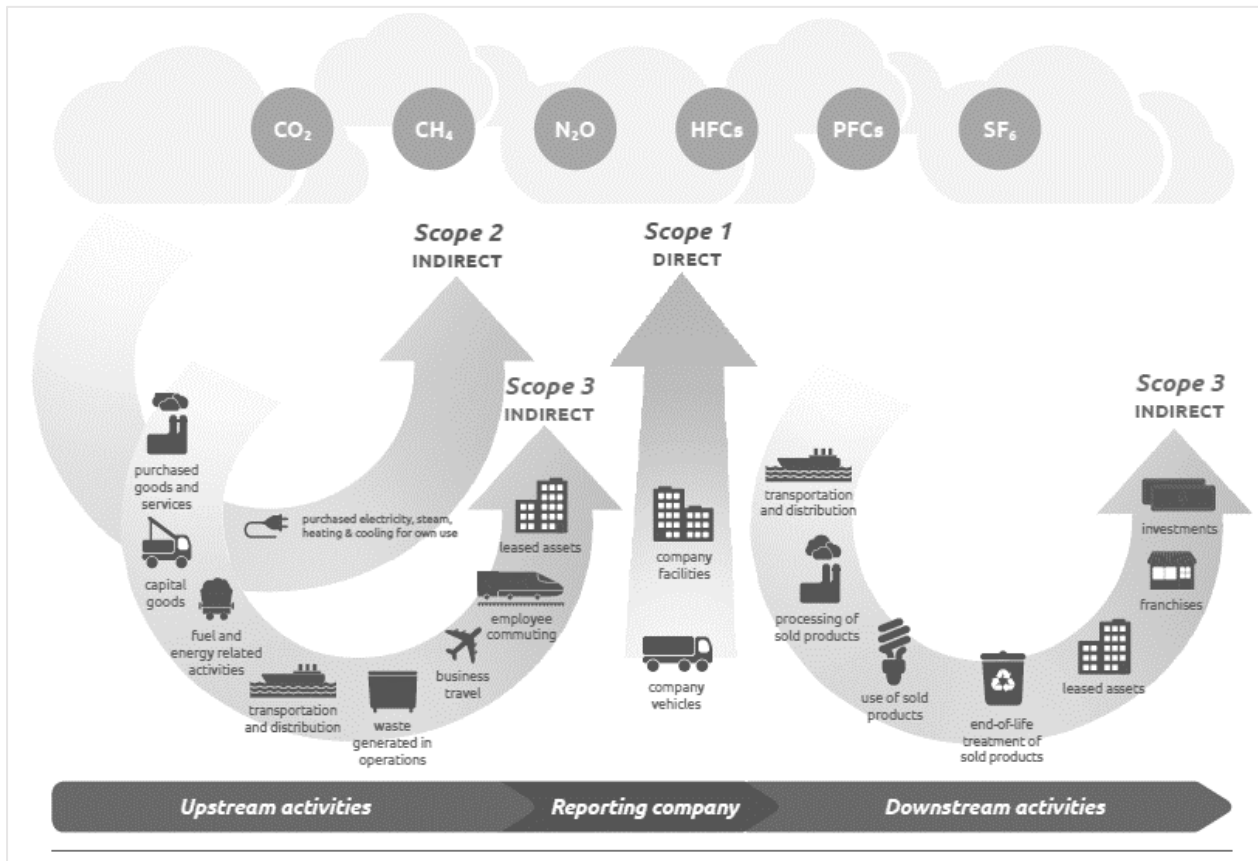 CO₂
CH₄
N₂O
HFCs
PFCs
SF₆
Scope 2
INDIRECT
Scope 1
DIRECT
Scope 3
INDIRECT
Scope 3
INDIRECT
purchased
goods and
services
capital
goods
fuel and
energy related
activities
transportation
and distribution
waste
generated in
operations
business
travel
employee
commuting
leased assets
purchased electricity, steam,
heating & cooling for own use
company
facilities
company
vehicles
transportation
and distribution
processing of
sold products
use of sold
products
end-of-life
treatment of
sold products
leased assets
franchises
investments
Upstream activities
Reporting company
Downstream activities